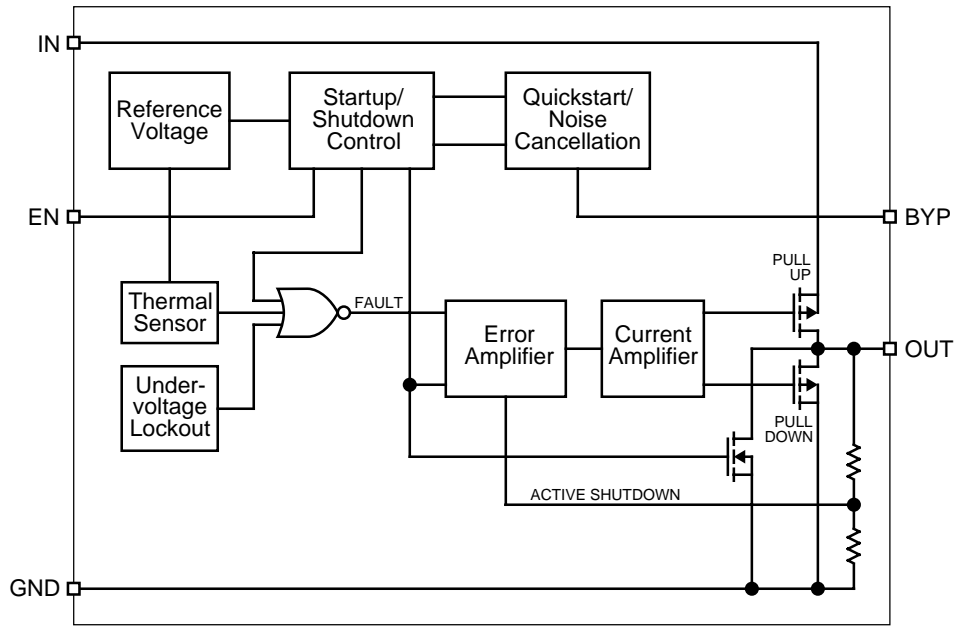 IN
Reference
Voltage
Startup/
Shutdown
Control
Quickstart/
Noise
Cancellation
EN
BYP
PULL
UP
Thermal
Sensor
FAULT
Error
Amplifier
Current
Amplifier
OUT
Under-
voltage
Lockout
PULL
DOWN
ACTIVE SHUTDOWN
GND